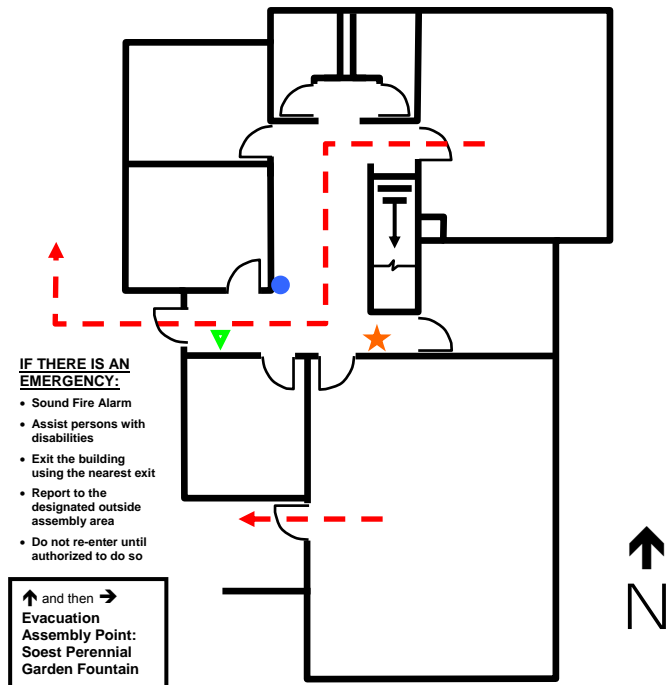 IF THERE IS AN
EMERGENCY:
• Sound Fire Alarm
• Assist persons with
disabilities
• Exit the building
using the nearest exit
• Report to the
designated outside
assembly area
• Do not re-enter until
authorized to do so
↑ and then →
Evacuation
Assembly Point:
Soest Perennial
Garden Fountain
N